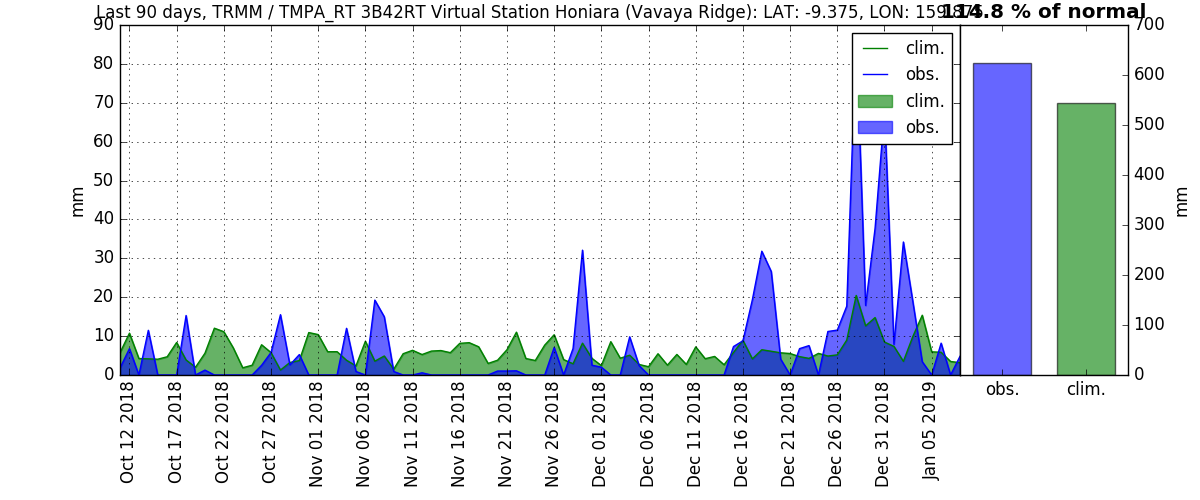 Last 90 days, TRMM / TMPA_RT 3B42RT Virtual Station Honiara (Vavaya Ridge): LAT: -9.375, LON:
114.8 % of normal
90
80
70
60
50
40
30
20
10
0
mm
clim.
obs.
clim.
obs.
700
600
500
400
300
200
100
0
mm
Oct 12 2018
Oct 17 2018
Oct 22 2018
Oct 27 2018
Nov 01 2018
Nov 06 2018
Nov 11 2018
Nov 16 2018
Nov 21 2018
Nov 26 2018
Dec 01 2018
Dec 06 2018
Dec 11 2018
Dec 16 2018
Dec 21 2018
Dec 26 2018
Dec 31 2018
Jan 05 2019
obs.
clim.